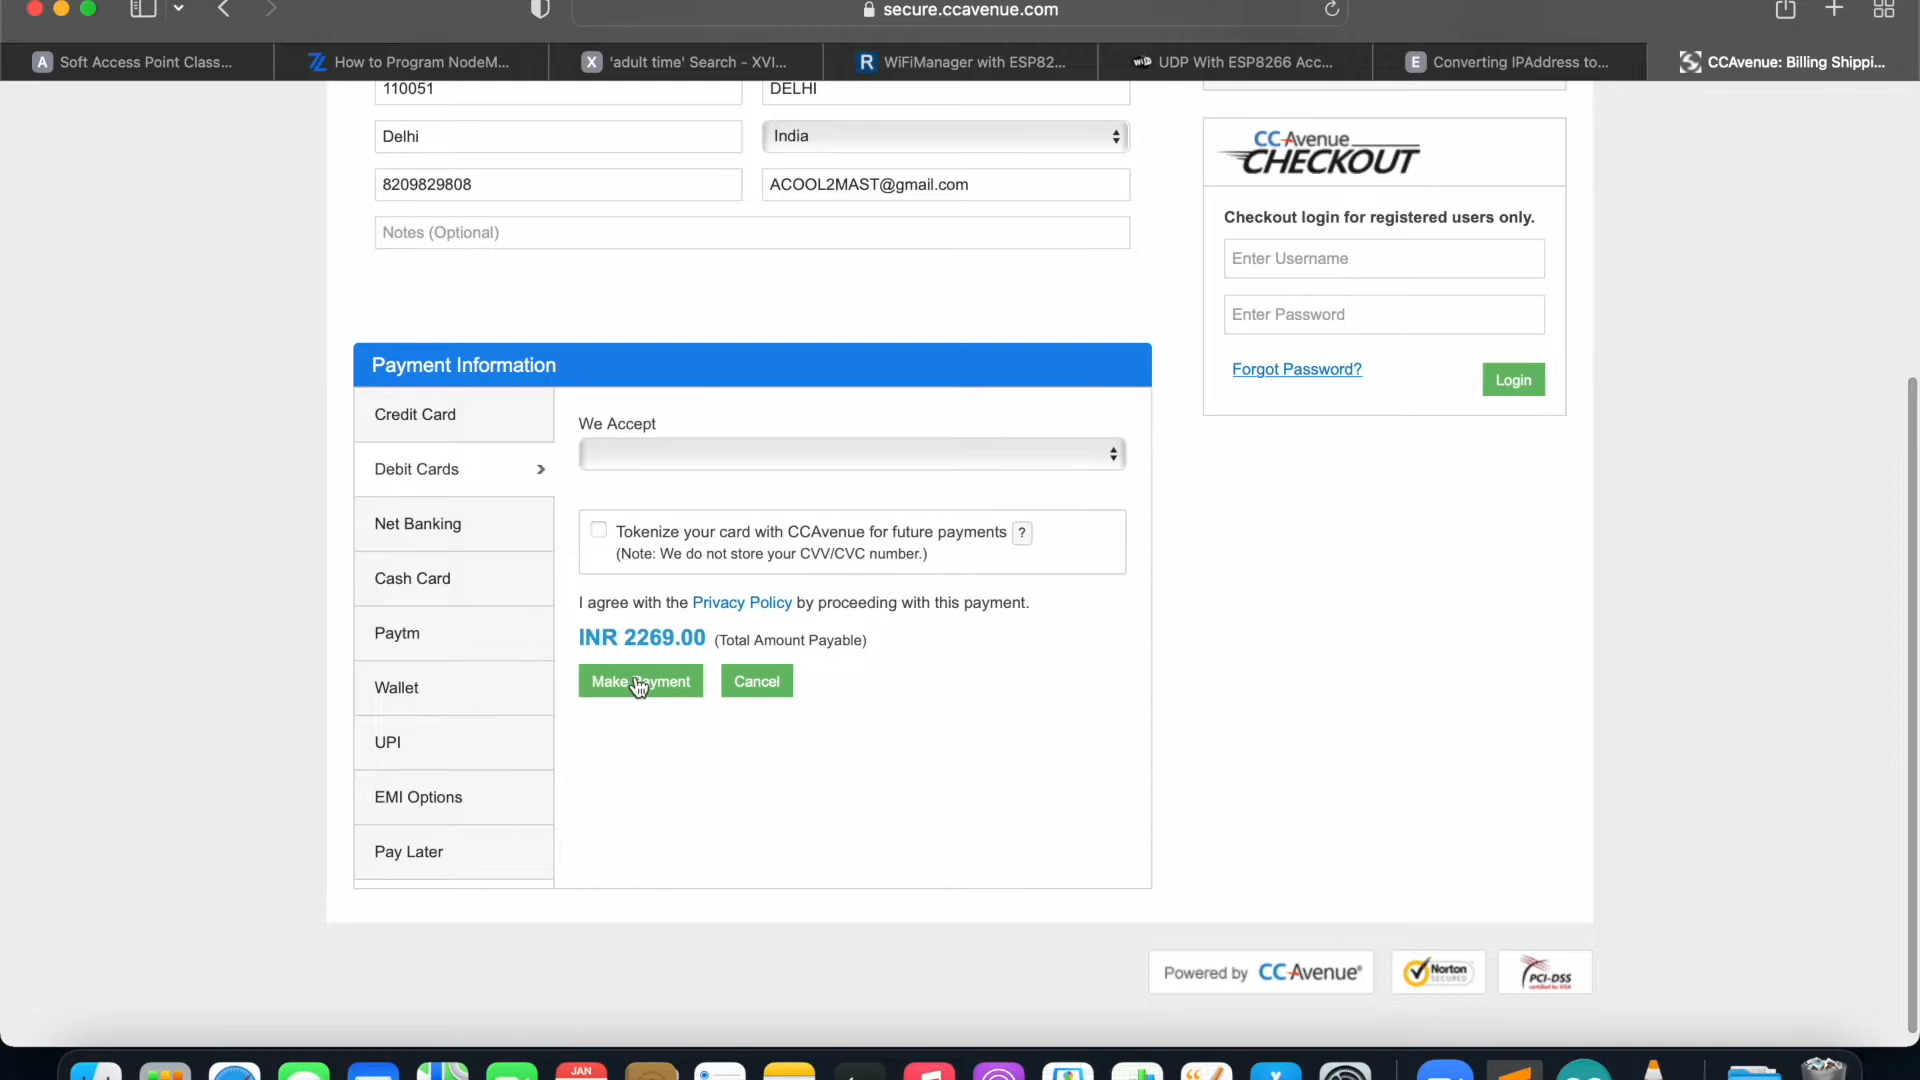 secure.ccavenue.com
Soft Access Point Class...
How to Program NodeM...
'adult time' Search - XVI...
WiFiManager with ESP82...
UDP With ESP8266 Acc...
Converting IPAddress to...
CCAvenue: Billing Shippi...
110051
DELHI
Delhi
India
8209829808
ACOOL2MAST@gmail.com
Notes (Optional)
CCAvenue
CHECKOUT
Checkout login for registered users only.
Enter Username
Enter Password
Forgot Password?
Login
Payment Information
Credit Card
Debit Cards
Net Banking
Cash Card
Paytm
Wallet
UPI
EMI Options
Pay Later
We Accept
Tokenize your card with CCAvenue for future payments ?
(Note: We do not store your CVV/CVC number.)
I agree with the Privacy Policy by proceeding with this payment.
INR 2269.00 (Total Amount Payable)
Make Payment
Cancel
Powered by CCAvenue®
Norton
SECURED
PCI-DSS
JAN